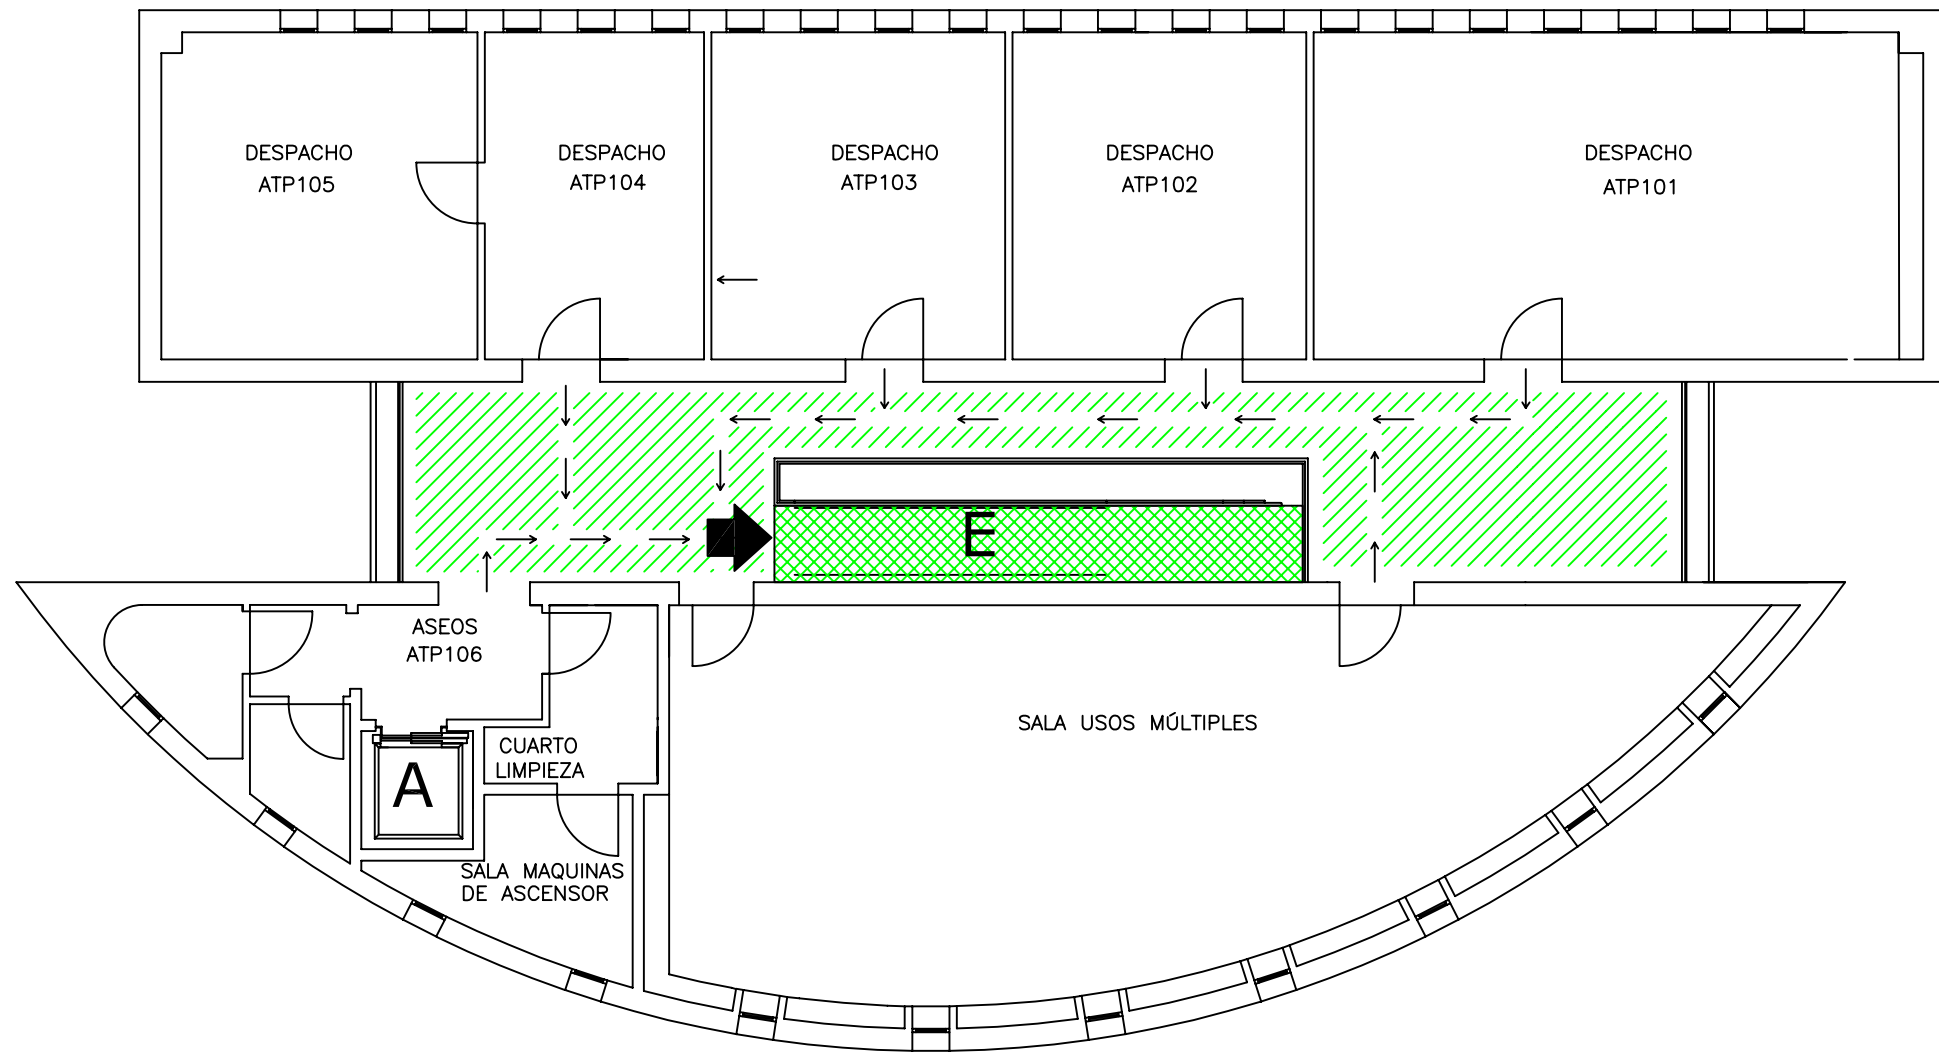 DESPACHO
ATP105
DESPACHO
ATP104
DESPACHO
ATP103
DESPACHO
ATP102
DESPACHO
ATP101
E
ASEOS
ATP106
CUARTO
LIMPIEZA
A
SALA MAQUINAS
DE ASCENSOR
SALA USOS MÚLTIPLES